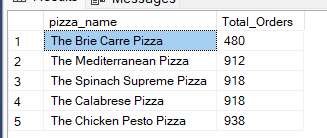 Results Messages
pizza_name Total_Orders
1 The Brie Carre Pizza 480
2 The Mediterranean Pizza 912
3 The Spinach Supreme Pizza 918
4 The Calabrese Pizza 918
5 The Chicken Pesto Pizza 938